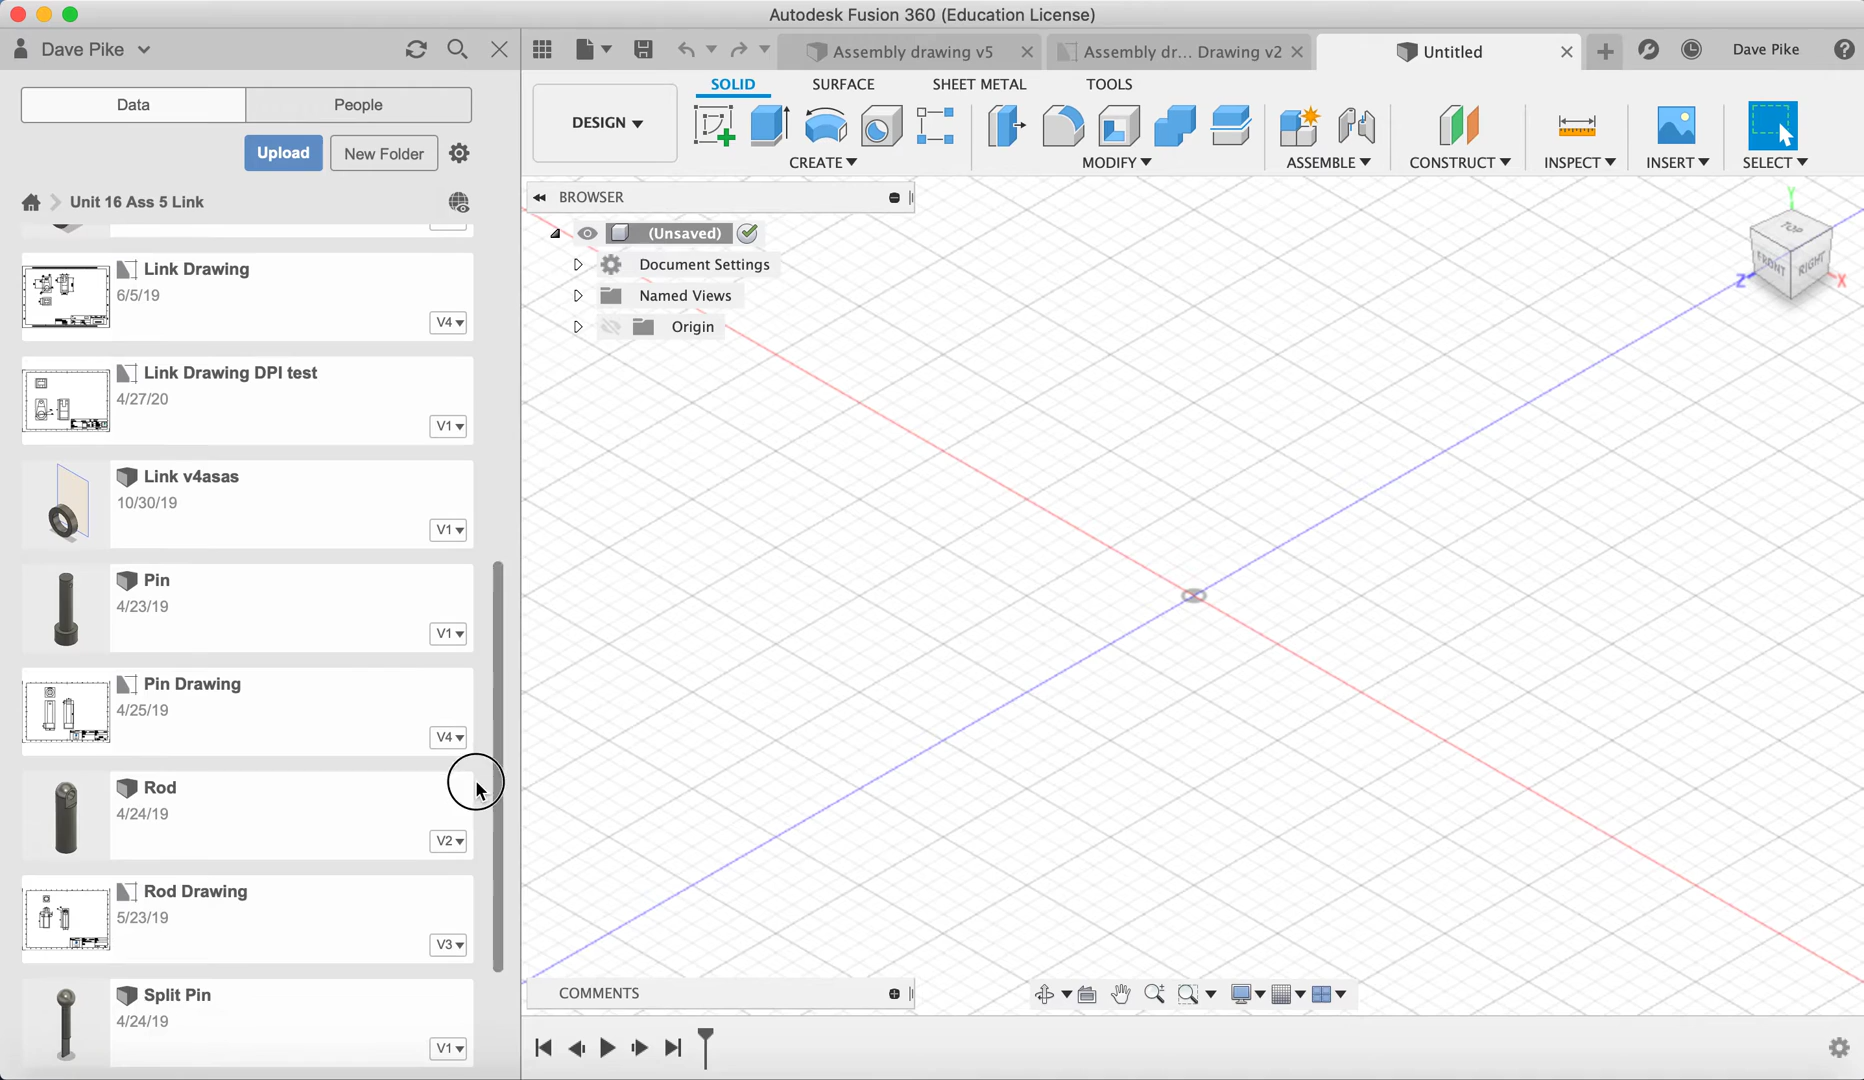 Autodesk Fusion 360 (Education License)
Dave Pike
Assembly drawing v5
Assembly dr... Drawing v2
Untitled
Dave Pike
Data
People
SOLID
SURFACE
SHEET METAL
TOOLS
DESIGN
Upload
New Folder
CREATE
MODIFY
ASSEMBLE
CONSTRUCT
INSPECT
INSERT
SELECT
Unit 16 Ass 5 Link
BROWSER
(Unsaved)
Document Settings
Named Views
Origin
Y
TOP
FRONT
RIGHT
Z
X
Link Drawing
6/5/19
V4
Link Drawing DPI test
4/27/20
V1
Link v4asas
10/30/19
V1
Pin
4/23/19
V1
Pin Drawing
4/25/19
V4
Rod
4/24/19
V2
Rod Drawing
5/23/19
V3
Split Pin
4/24/19
V1
COMMENTS